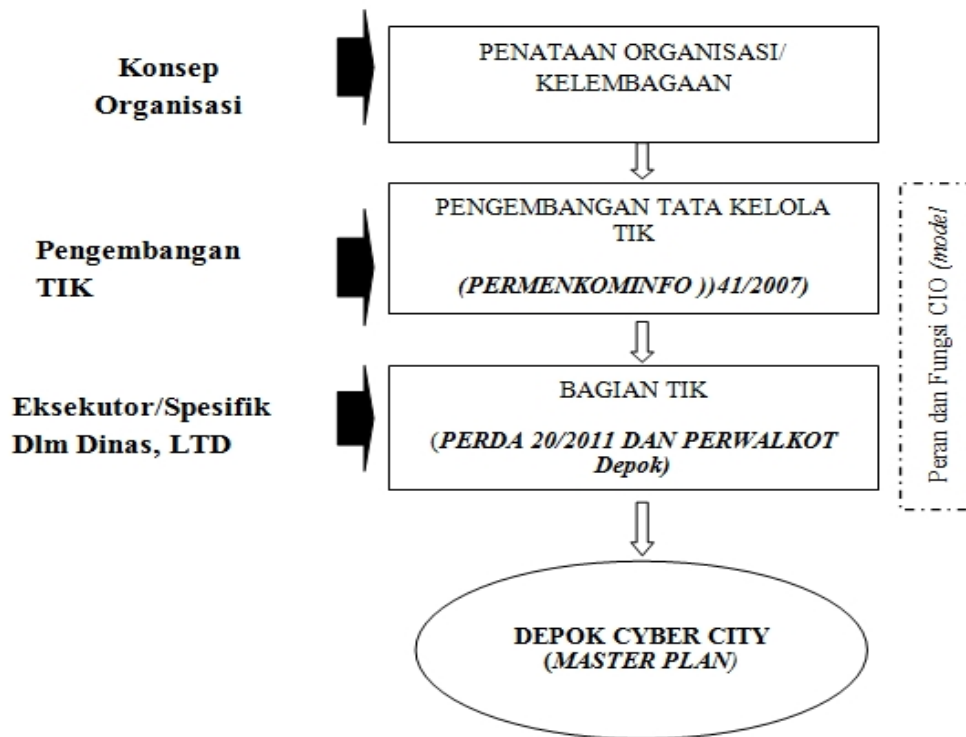 Konsep
Organisasi
PENATAAN ORGANISASI/
KELEMBAGAAN
Pengembangan
TIK
PENGEMBANGAN TATA KELOLA
TIK
(PERMENKOMINFO ))41/2007)
Eksekutor/Spesifik
Dlm Dinas, LTD
BAGIAN TIK
(PERDA 20/2011 DAN PERWALKOT
Depok)
Peran dan Fungsi CIO (model
DEPOK CYBER CITY
(MASTER PLAN)